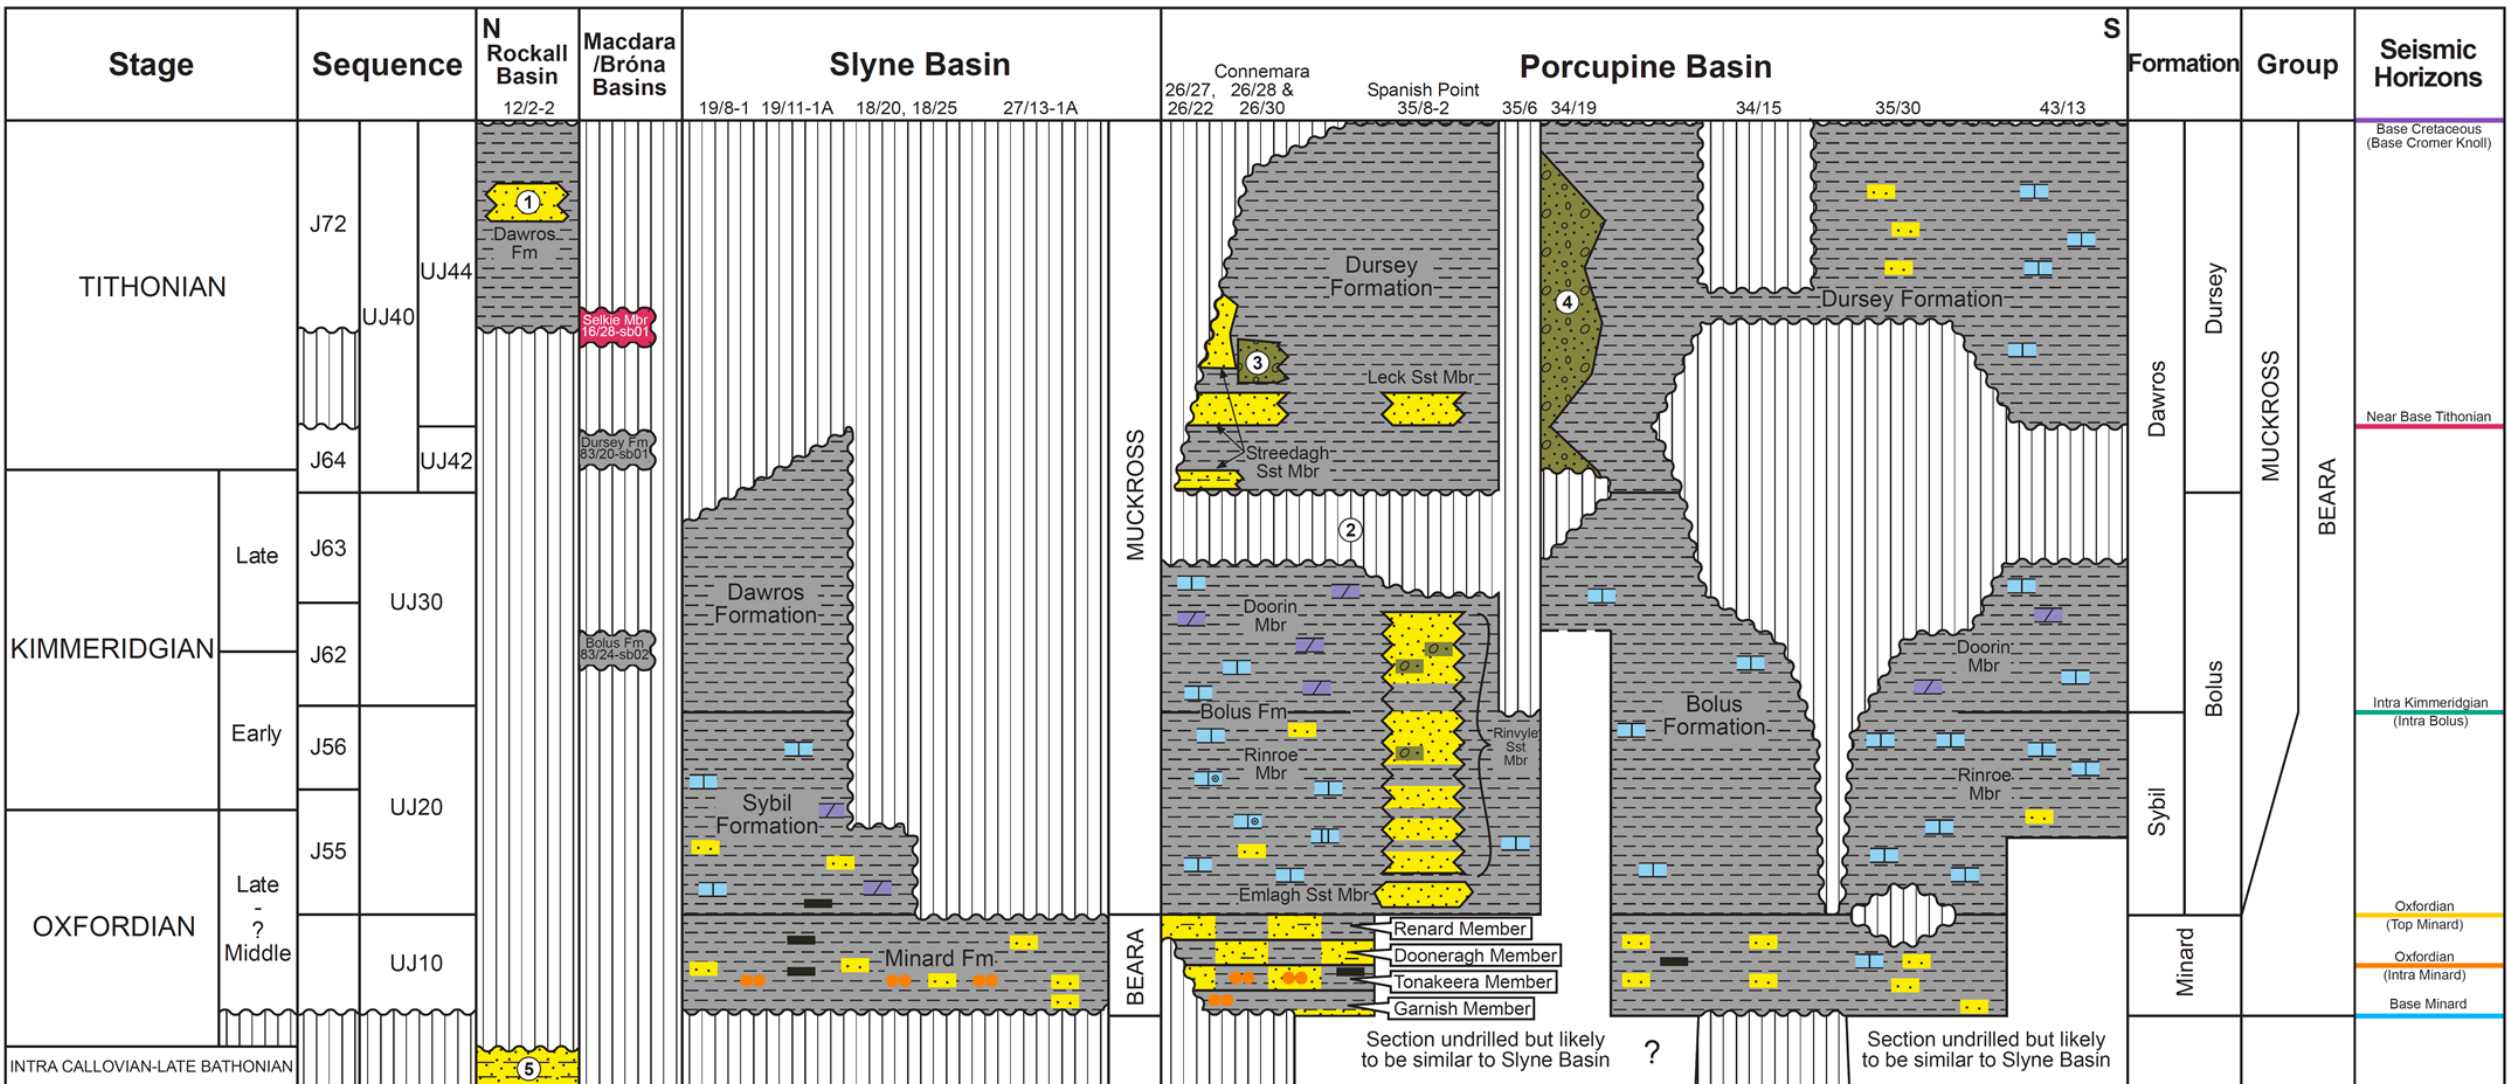 Stage
Sequence
N
Rockall
Basin
12/2-2
Macdara
/Bróna
Basins
Slyne Basin
19/8-1 19/11-1A 18/20, 18/25 27/13-1A
Porcupine Basin
S
26/27,
26/22
Connemara
26/28 &
26/30
Spanish Point
35/8-2
35/6
34/19
34/15
35/30
43/13
Formation
Group
Seismic
Horizons
TITHONIAN
KIMMERIDGIAN
Late
Early
OXFORDIAN
Late
-
?
Middle
INTRA CALLOVIAN-LATE BATHONIAN
J72
J64
J63
J62
J56
J55
UJ40
UJ44
UJ42
UJ30
UJ20
UJ10
1
Dawros
Fm
5
Selkie Mbr
16/28-sb01
Dursey Fm
83/20-sb01
Bolus Fm
83/24-sb02
Dawros
Formation
Sybil
Formation
Minard Fm
MUCKROSS
BEARA
Dursey
Formation
3
Leck Sst Mbr
Streedagh
Sst Mbr
2
Doorin
Mbr
Bolus Fm
Rinroe
Mbr
Emlagh Sst Mbr
Rinvyle
Sst
Mbr
Renard Member
Dooneragh Member
Tonakeera Member
Garnish Member
Section undrilled but likely
to be similar to Slyne Basin
?
4
Dursey Formation
Bolus
Formation
Doorin
Mbr
Rinroe
Mbr
Section undrilled but likely
to be similar to Slyne Basin
Dawros
Sybil
Minard
Dursey
Bolus
MUCKROSS
BEARA
Base Cretaceous
(Base Cromer Knoll)
Near Base Tithonian
Intra Kimmeridgian
(Intra Bolus)
Oxfordian
(Top Minard)
Oxfordian
(Intra Minard)
Base Minard